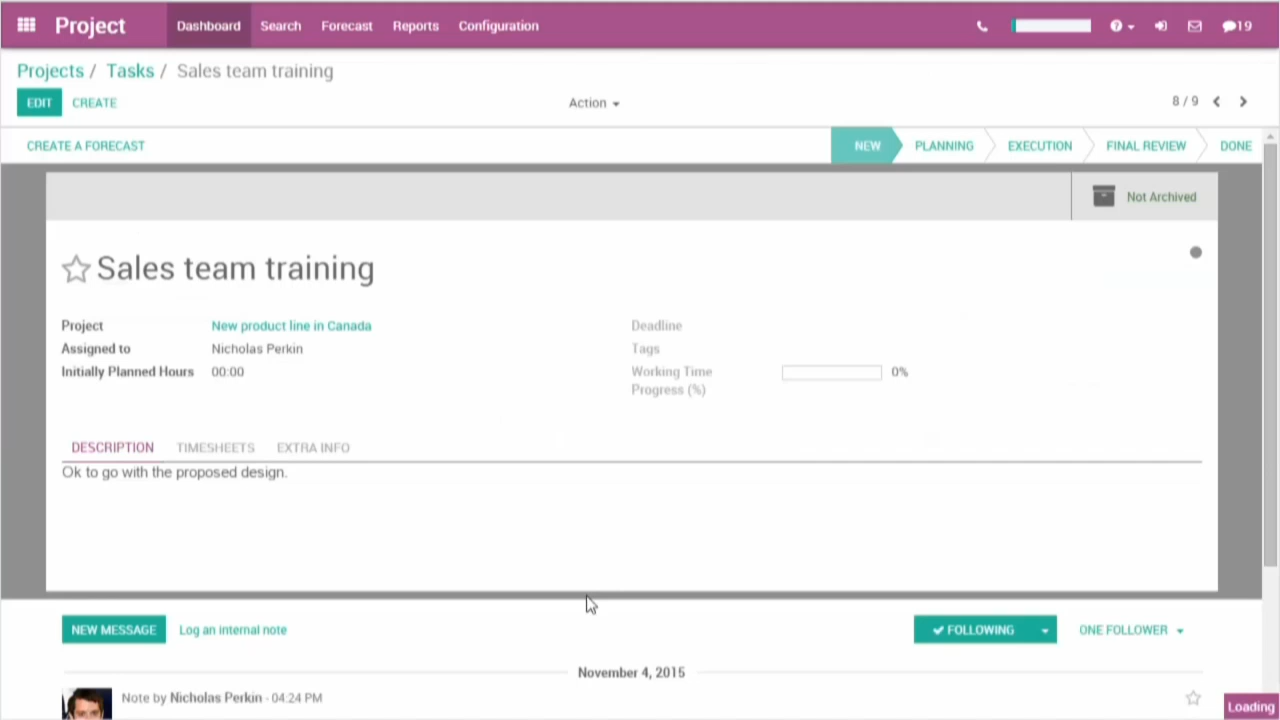 Project Dashboard Search Forecast Reports Configuration 19
Projects / Tasks / Sales team training
EDIT CREATE Action 8 / 9
CREATE A FORECAST NEW PLANNING EXECUTION FINAL REVIEW DONE
Not Archived
Sales team training
Project New product line in Canada Deadline
Assigned to Nicholas Perkin Tags
Initially Planned Hours 00:00 Working Time 0%
Progress (%)
DESCRIPTION TIMESHEETS EXTRA INFO
Ok to go with the proposed design.
NEW MESSAGE Log an internal note FOLLOWING ONE FOLLOWER
November 4, 2015
Note by Nicholas Perkin - 04:24 PM
Loading